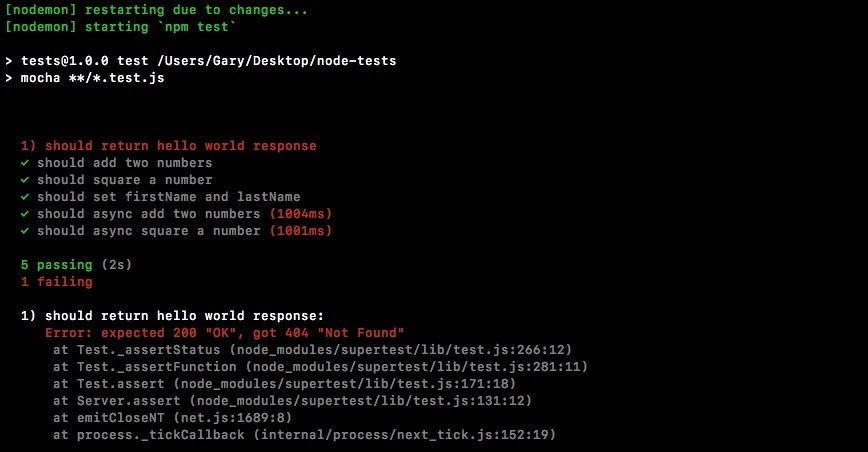 [nodemon] restarting due to changes...
[nodemon] starting `npm test`
> tests@1.0.0 test /Users/Gary/Desktop/node-tests
> mocha **/*.test.js
1) should return hello world response
✓ should add two numbers
✓ should square a number
✓ should set firstName and lastName
✓ should async add two numbers (1004ms)
✓ should async square a number (1001ms)
5 passing (2s)
1 failing
1) should return hello world response:
Error: expected 200 "OK", got 404 "Not Found"
at Test._assertStatus (node_modules/supertest/lib/test.js:266:12)
at Test._assertFunction (node_modules/supertest/lib/test.js:281:11)
at Test.assert (node_modules/supertest/lib/test.js:171:18)
at Server.assert (node_modules/supertest/lib/test.js:131:12)
at emitCloseNT (net.js:1689:8)
at process._tickCallback (internal/process/next_tick.js:152:19)